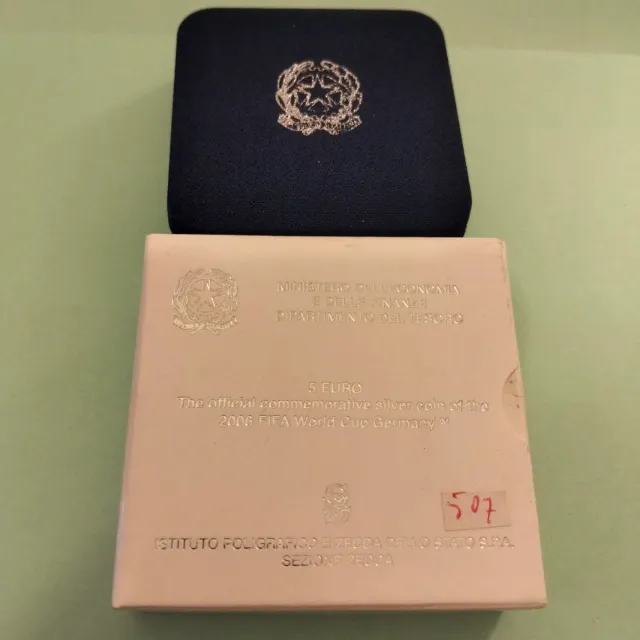 MINISTERO DELL'ECONOMIA
E DELLE FINANZE
DIPARTIMENTO DEL TESORO
5 EURO
The official commemorative silver coin of the
2006 FIFA World Cup Germany™
507
ISTITUTO POLIGRAFICO E ZECCA DELLO STATO S.P.A.
SEZIONE ZECCA